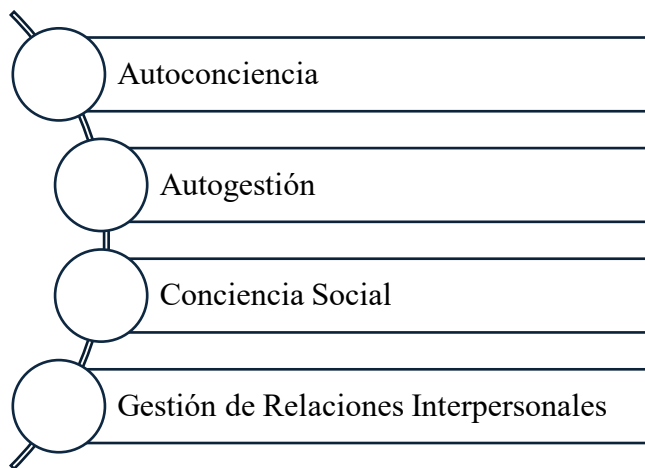 Autoconciencia
Autogestión
Conciencia Social
Gestión de Relaciones Interpersonales